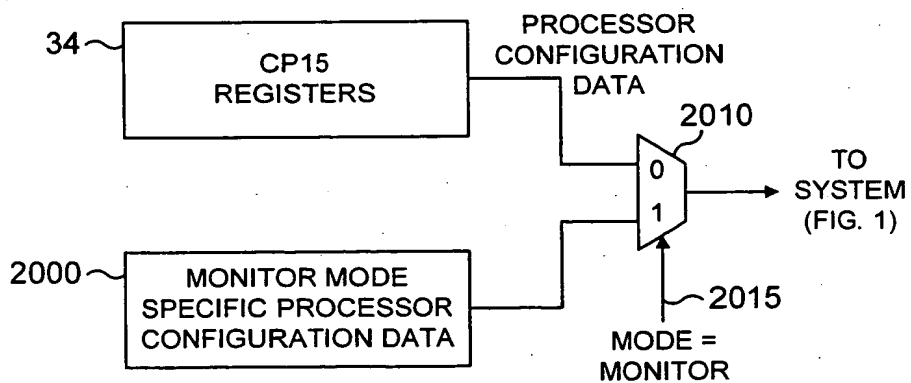 34
CP15
REGISTERS
PROCESSOR
CONFIGURATION
DATA
2010
0
1
TO
SYSTEM
(FIG. 1)
2000
MONITOR MODE
SPECIFIC PROCESSOR
CONFIGURATION DATA
2015
MODE =
MONITOR